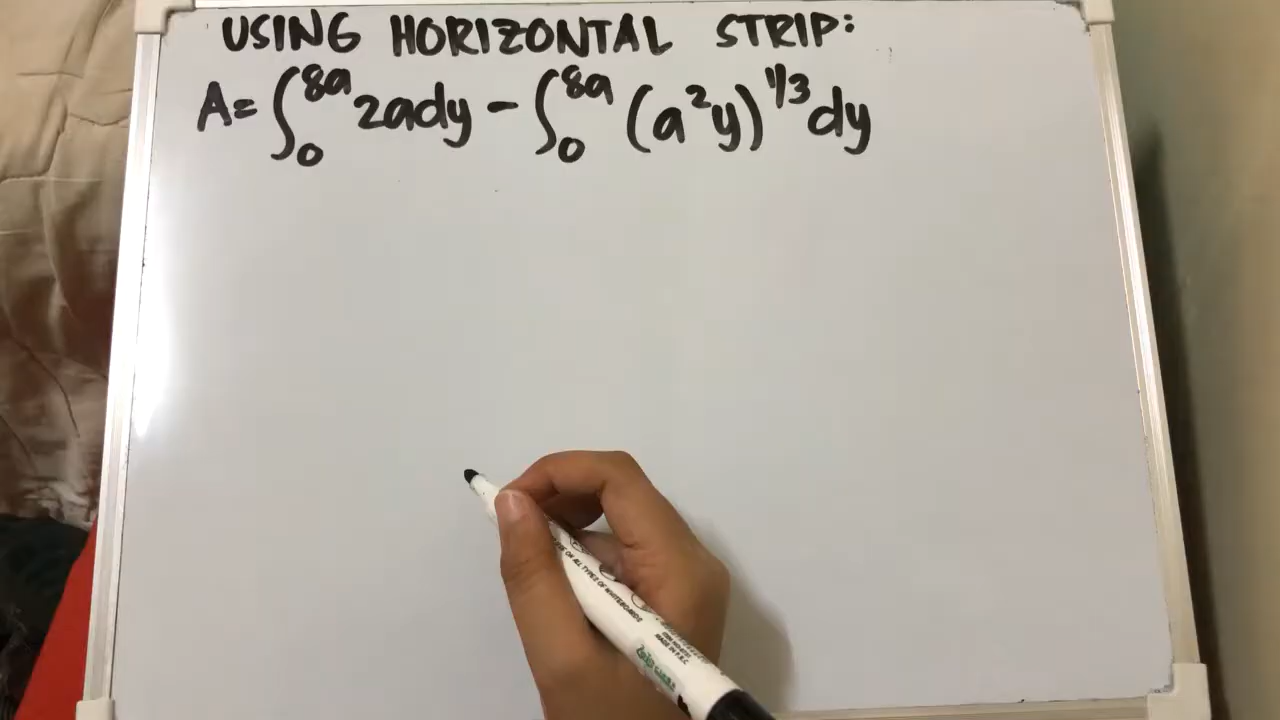 USING HORIZONTAL STRIP:
A = ∫₀^{8a} 2ady - ∫₀^{8a} (a²y)^{1/3} dy